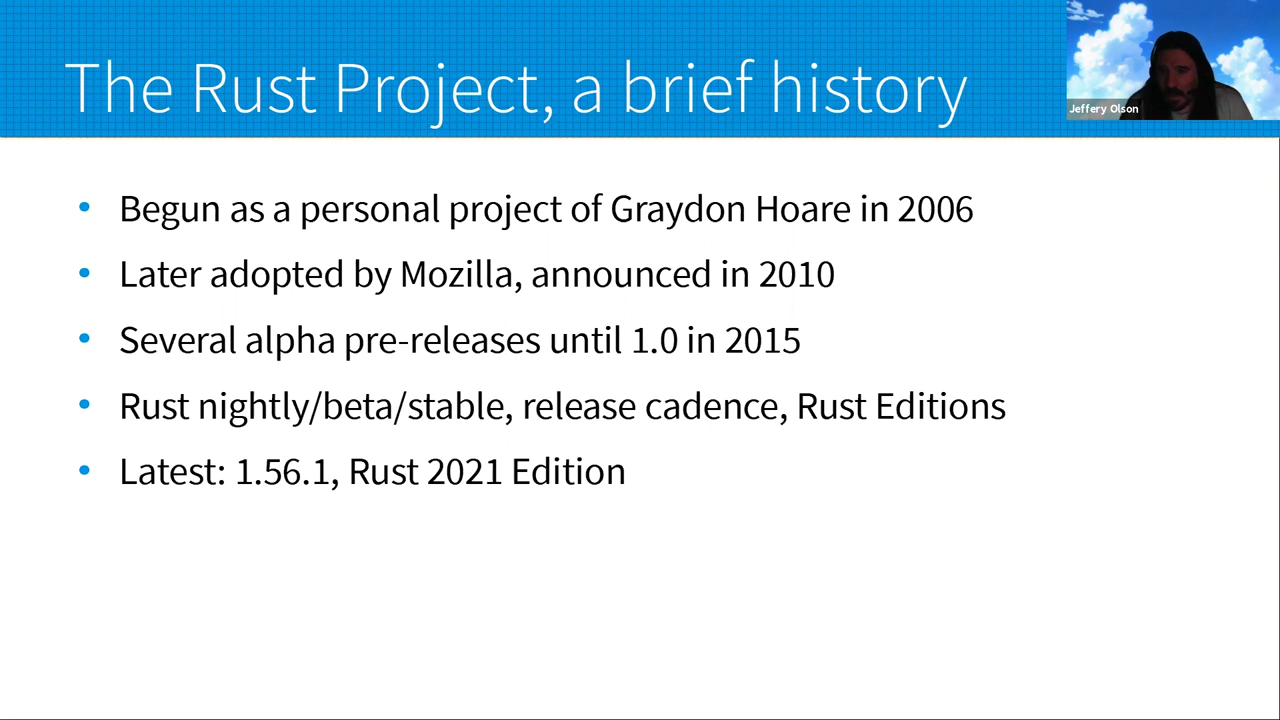 The Rust Project, a brief history
Jeffery Olson
• Begun as a personal project of Graydon Hoare in 2006
• Later adopted by Mozilla, announced in 2010
• Several alpha pre-releases until 1.0 in 2015
• Rust nightly/beta/stable, release cadence, Rust Editions
• Latest: 1.56.1, Rust 2021 Edition